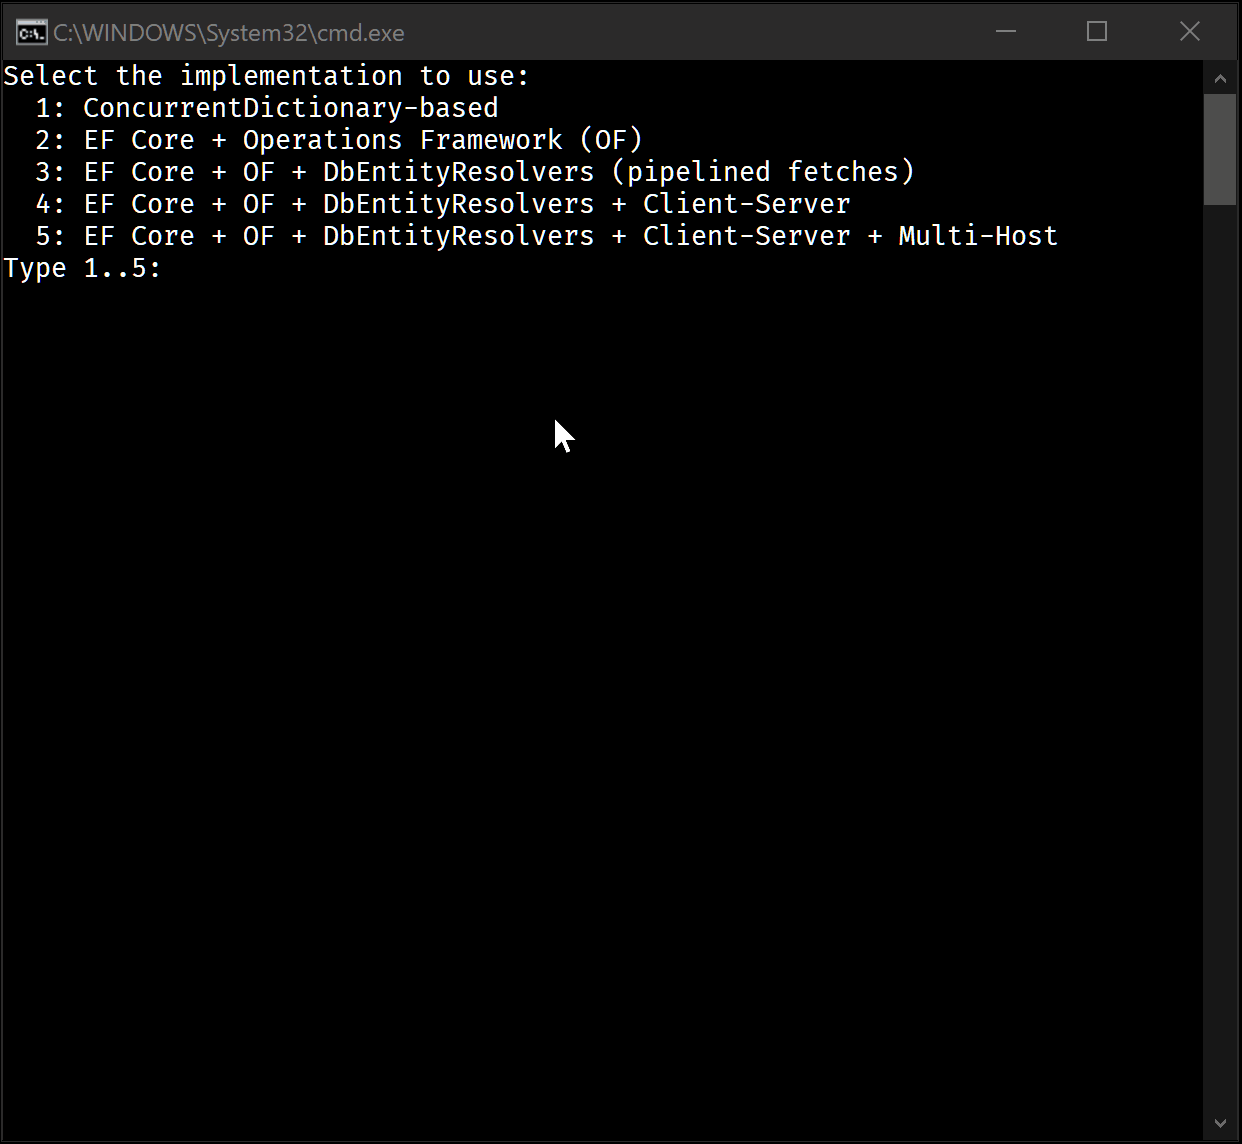 C:\WINDOWS\System32\cmd.exe
Select the implementation to use:
  1: ConcurrentDictionary-based
  2: EF Core + Operations Framework (OF)
  3: EF Core + OF + DbEntityResolvers (pipelined fetches)
  4: EF Core + OF + DbEntityResolvers + Client-Server
  5: EF Core + OF + DbEntityResolvers + Client-Server + Multi-Host
Type 1..5: